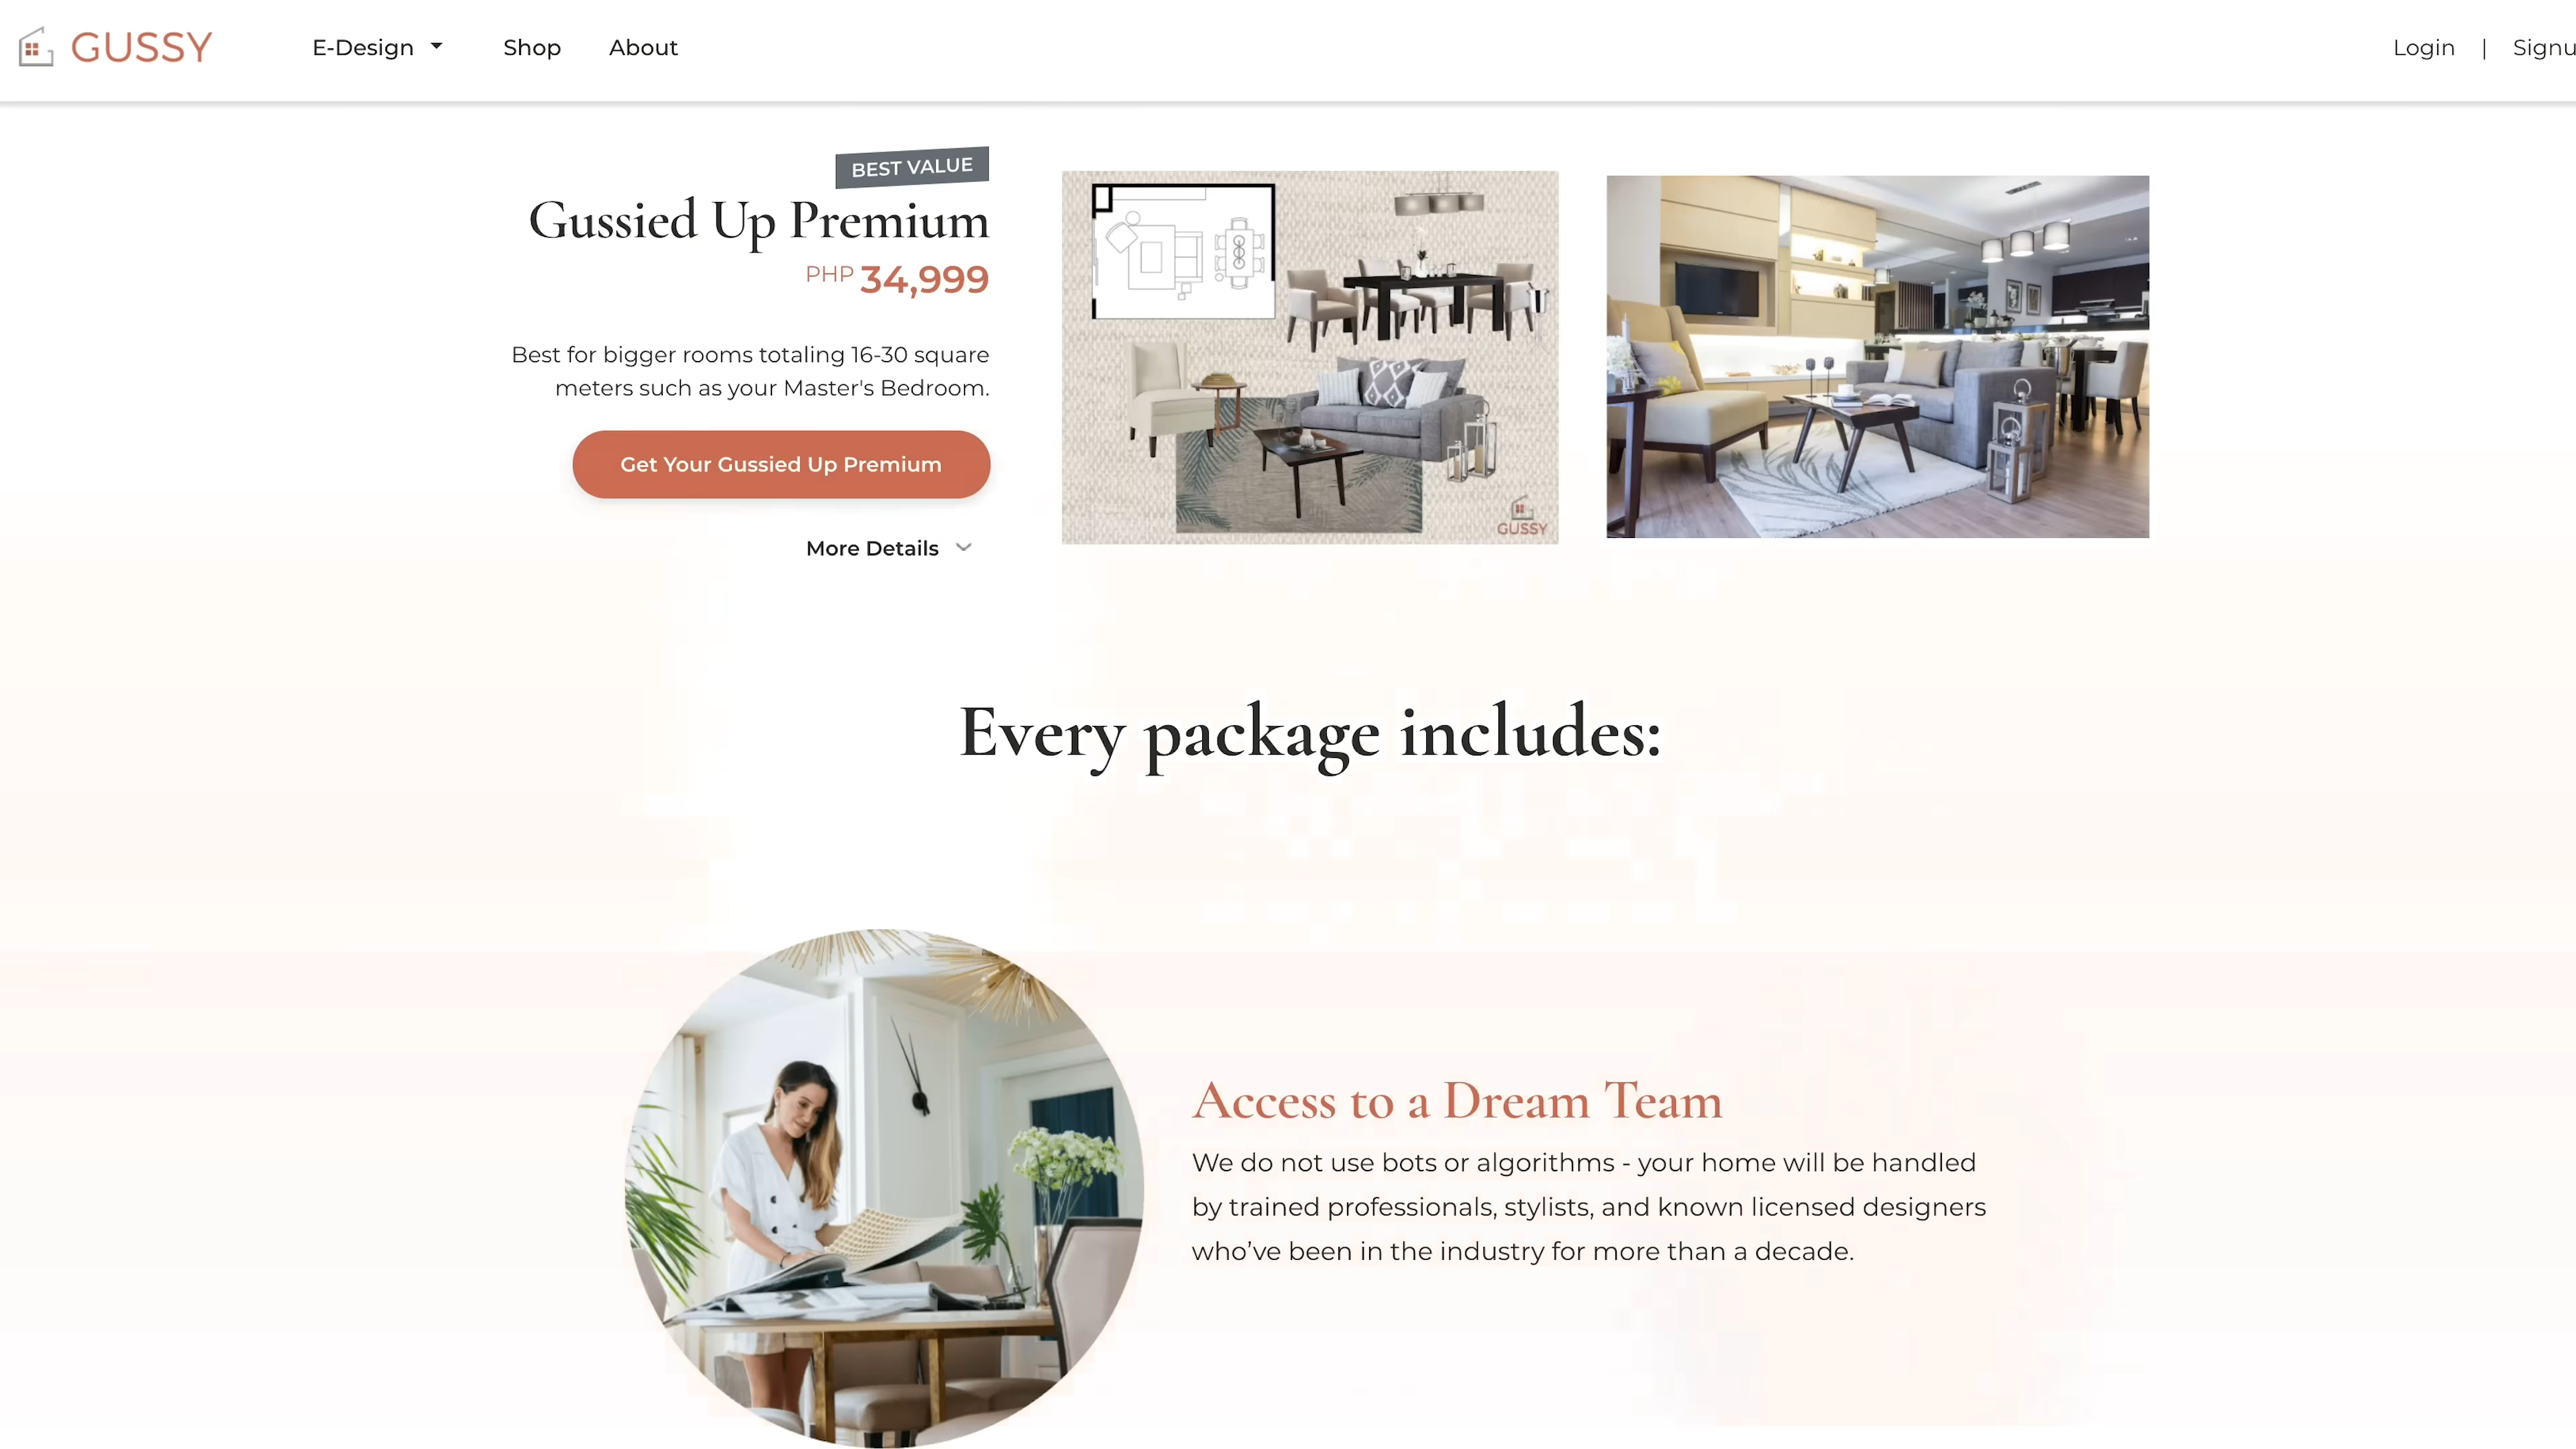 GUSSY
E-Design
Shop
About
Login | Signu
BEST VALUE
Gussied Up Premium
PHP 34,999
Best for bigger rooms totaling 16-30 square
meters such as your Master's Bedroom.
Get Your Gussied Up Premium
More Details
GUSSY
Every package includes:
Access to a Dream Team
We do not use bots or algorithms - your home will be handled
by trained professionals, stylists, and known licensed designers
who’ve been in the industry for more than a decade.